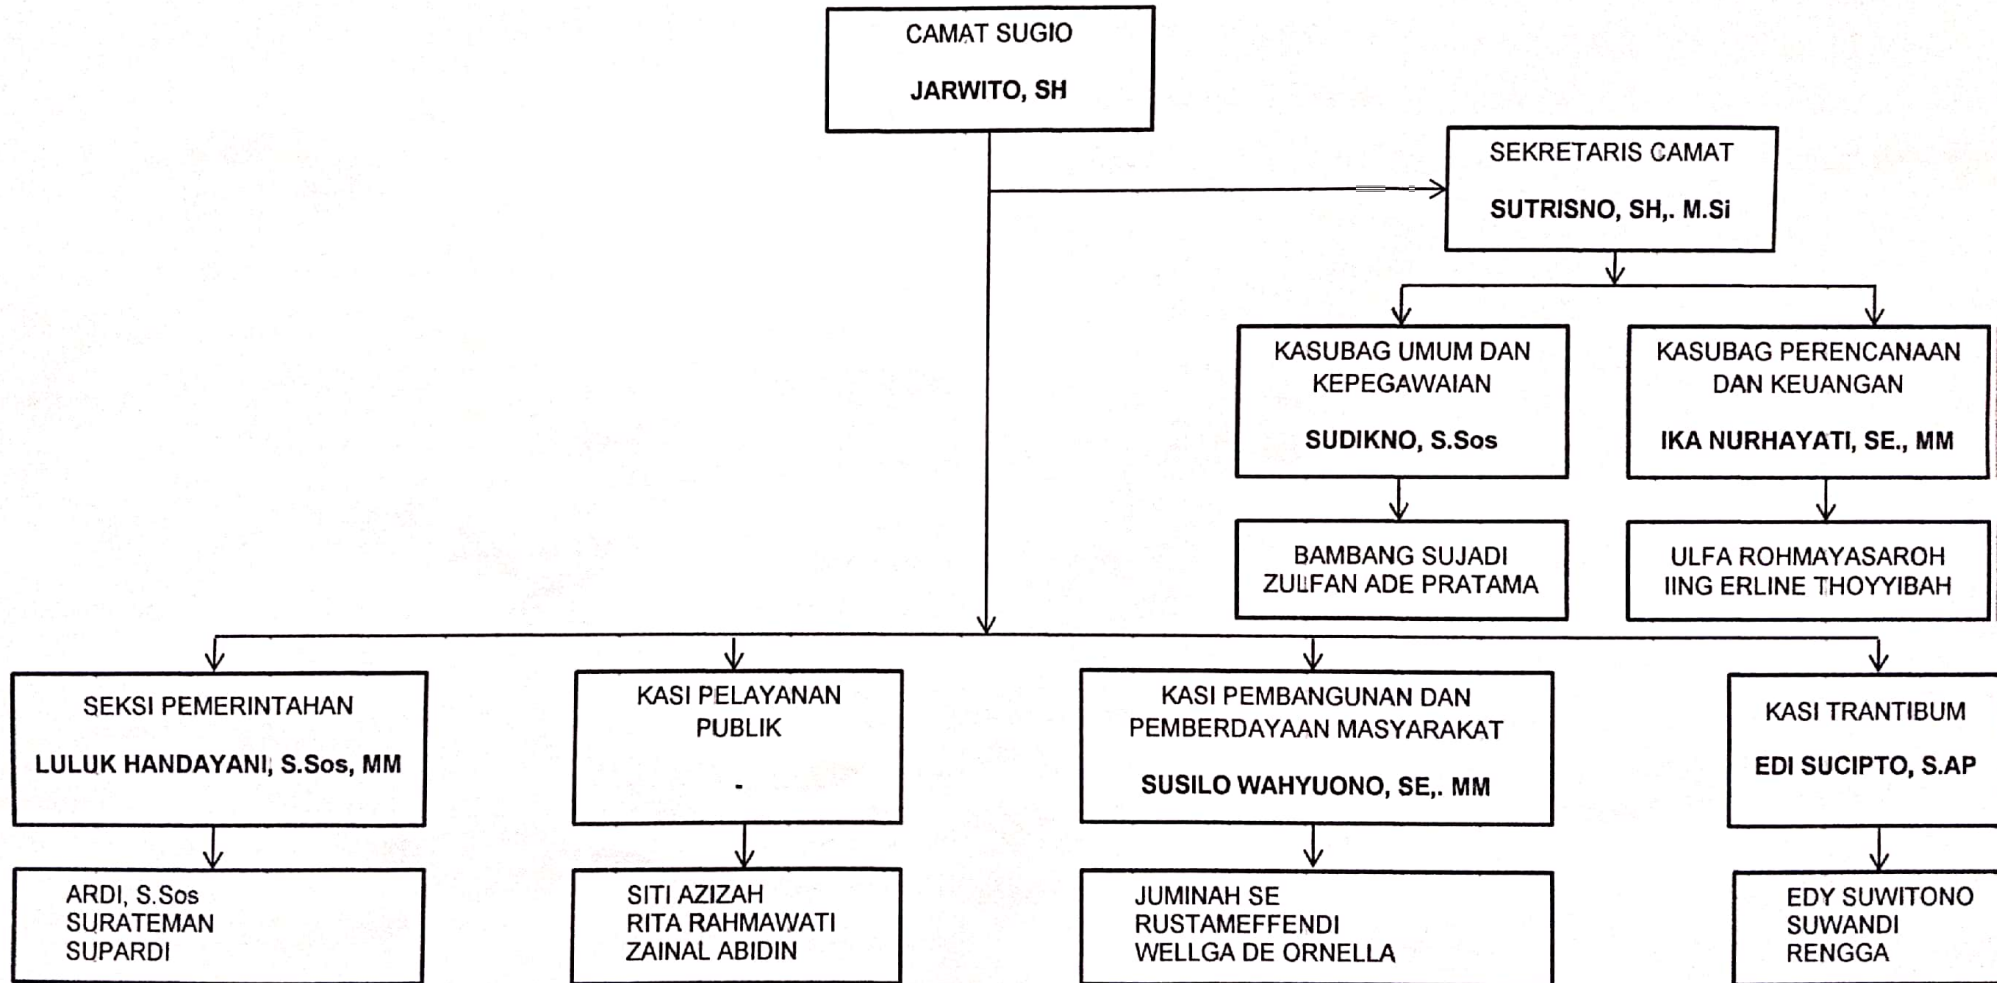 CAMAT SUGIO
JARWITO, SH
SEKRETARIS CAMAT
SUTRISNO, SH,. M.Si
KASUBAG UMUM DAN
KEPEGAWAIAN
SUDIKNO, S.Sos
KASUBAG PERENCANAAN
DAN KEUANGAN
IKA NURHAYATI, SE., MM
BAMBANG SUJADI
ZULFAN ADE PRATAMA
ULFA ROHMAYASAROH
IING ERLINE THOYYIBAH
SEKSI PEMERINTAHAN
LULUK HANDAYANI, S.Sos, MM
KASI PELAYANAN
PUBLIK
-
KASI PEMBANGUNAN DAN
PEMBERDAYAAN MASYARAKAT
SUSILO WAHYUONO, SE,. MM
KASI TRANTIBUM
EDI SUCIPTO, S.AP
ARDI, S.Sos
SURATEMAN
SUPARDI
SITI AZIZAH
RITA RAHMAWATI
ZAINAL ABIDIN
JUMINAH SE
RUSTAMEFFENDI
WELLGA DE ORNELLA
EDY SUWITONO
SUWANDI
RENGGA